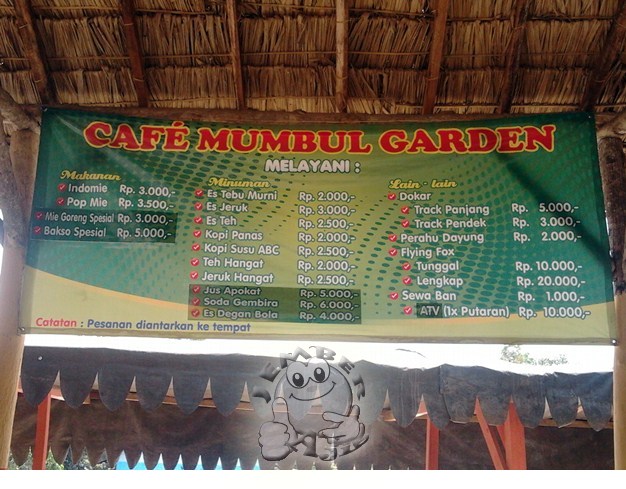 CAFÉ MUMBUL GARDEN
MELAYANI :
Makanan
Indomie Rp. 3.000,-
Pop Mie Rp. 3.500,-
Mie Goreng Spesial Rp. 3.000,-
Bakso Spesial Rp. 5.000,-
Minuman
Es Tebu Murni Rp. 2.000,-
Es Jeruk Rp. 3.000,-
Es Teh Rp. 2.500,-
Kopi Panas Rp. 2.000,-
Kopi Susu ABC Rp. 2.500,-
Teh Hangat Rp. 2.000,-
Jeruk Hangat Rp. 2.500,-
Jus Apokat Rp. 5.000,-
Soda Gembira Rp. 6.000,-
Es Degan Bola Rp. 4.000,-
Lain - lain
Dokar
Track Panjang Rp. 5.000,-
Track Pendek Rp. 3.000,-
Perahu Dayung Rp. 2.000,-
Flying Fox
Tunggal Rp. 10.000,-
Lengkap Rp. 20.000,-
Sewa Ban Rp. 1.000,-
ATV (1x Putaran) Rp. 10.000,-
Catatan : Pesanan diantarkan ke tempat
JEMBER